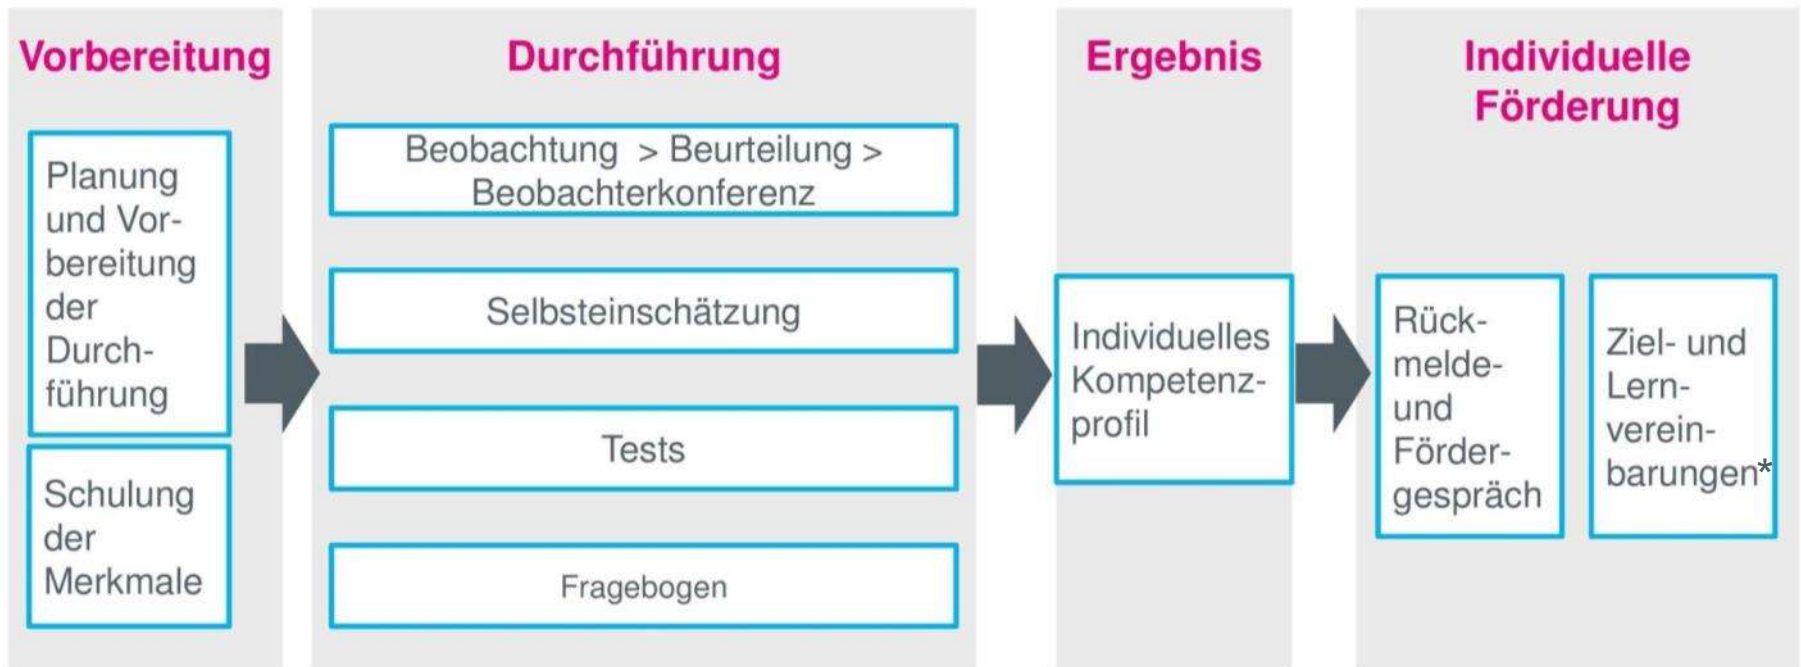 Vorbereitung
Planung
und Vor-
bereitung
der
Durch-
führung
Schulung
der
Merkmale
Durchführung
Beobachtung > Beurteilung >
Beobachterkonferenz
Selbsteinschätzung
Tests
Fragebogen
Ergebnis
Individuelles
Kompetenz-
profil
Individuelle
Förderung
Rück-
melde-
und
Förder-
gespräch
Ziel- und
Lern-
verein-
barungen*